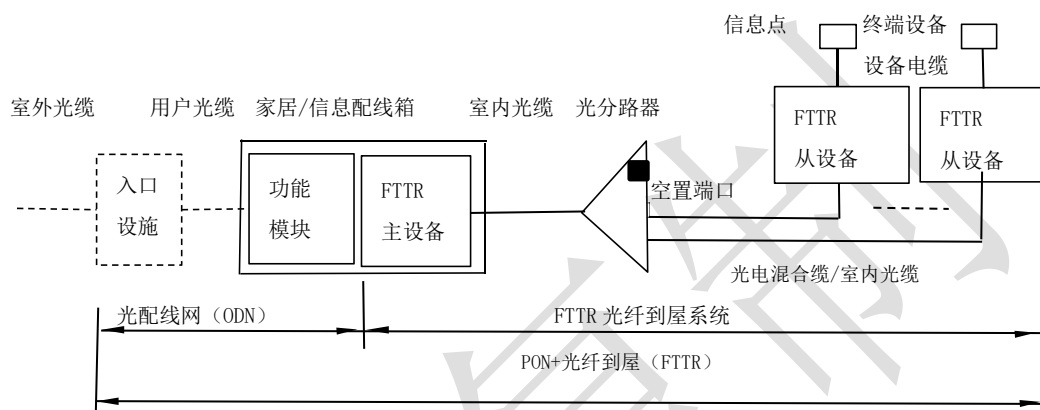 信息点 终端设备
设备电缆
室外光缆 用户光缆 家居/信息配线箱 室内光缆 光分路器
FTTR
从设备
FTTR
从设备
入口
设施
功能
模块
FTTR
主设备
空置端口
光电混合缆/室内光缆
光配线网（ODN） FTTR 光纤到屋系统
PON+光纤到屋（FTTR）